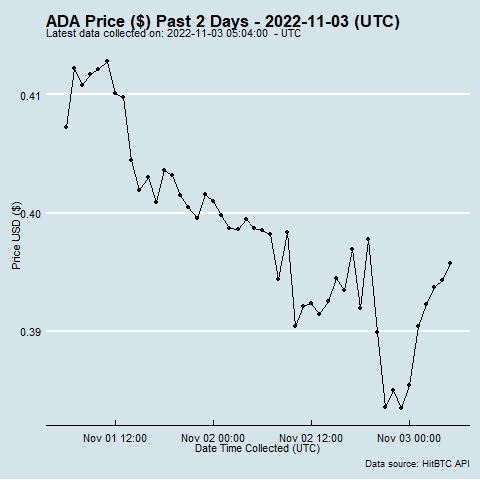 ADA Price ($) Past 2 Days - 2022-11-03 (UTC)
Latest data collected on: 2022-11-03 05:04:00 - UTC
0.41
0.40
0.39
Price USD ($)
Nov 01 12:00
Nov 02 00:00
Nov 02 12:00
Nov 03 00:00
Date Time Collected (UTC)
Data source: HitBTC API